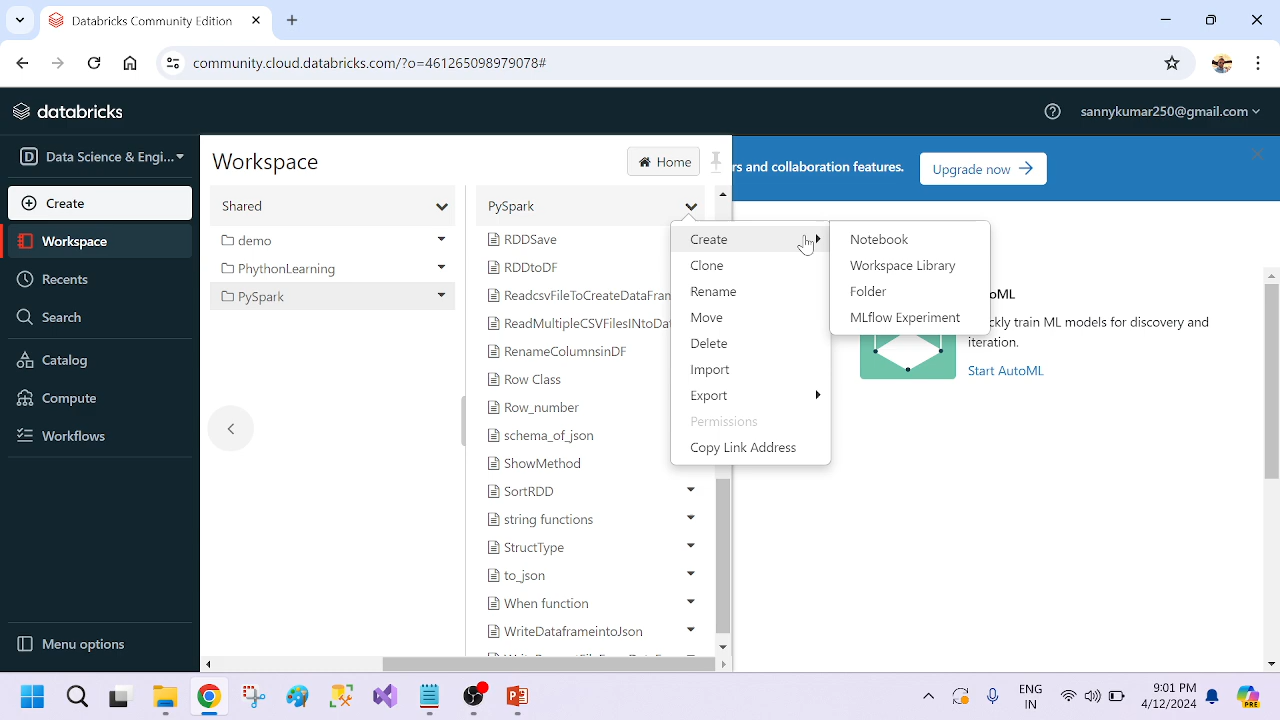 Databricks Community Edition
community.cloud.databricks.com/?o=461265098979078#
databricks
sannykumar250@gmail.com
Data Science & Engi...
Create
Workspace
Recents
Search
Catalog
Compute
Workflows
Menu options
Workspace
Home
Shared
demo
PhythonLearning
PySpark
PySpark
RDDSave
RDDtoDF
ReadcsvFileToCreateDataFram
ReadMultipleCSVFilesINtoDat
RenameColumnsinDF
Row Class
Row_number
schema_of_json
ShowMethod
SortRDD
string functions
StructType
to_json
When function
WriteDataframeintoJson
Create
Clone
Rename
Move
Delete
Import
Export
Permissions
Copy Link Address
Notebook
Workspace Library
Folder
MLflow Experiment
rs and collaboration features.
Upgrade now
oML
ckly train ML models for discovery and
iteration.
Start AutoML
ENG
IN
9:01 PM
4/12/2024
PRE